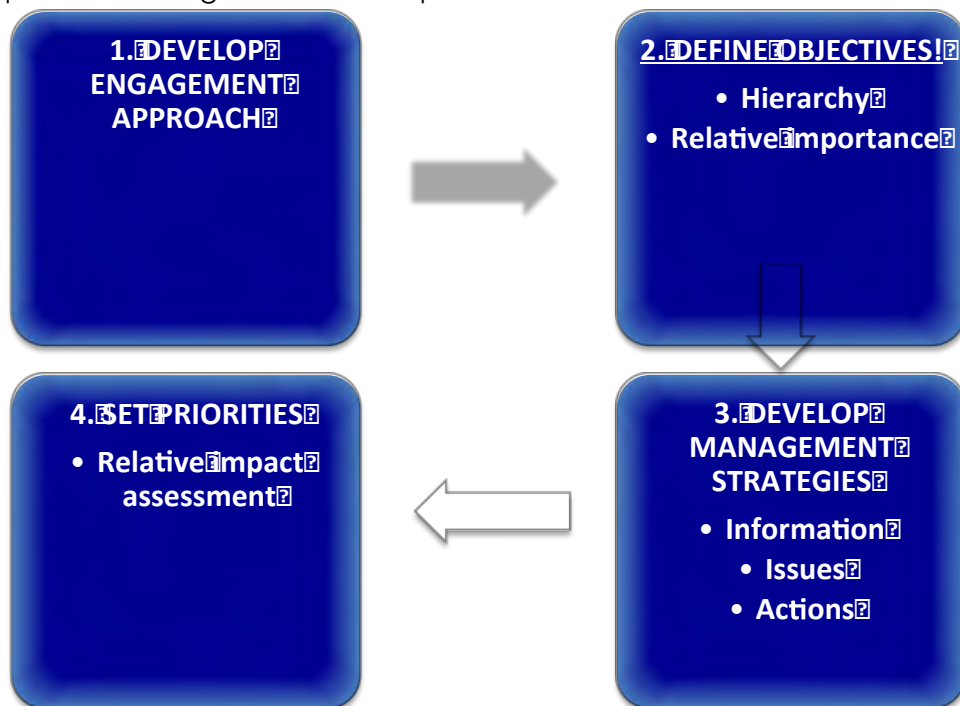 1. DEVELOP
ENGAGEMENT
APPROACH
2. DEFINE OBJECTIVES!
• Hierarchy
• Relative importance
3. DEVELOP
MANAGEMENT
STRATEGIES
• Information
• Issues
• Actions
4. SET PRIORITIES
• Relative impact
assessment